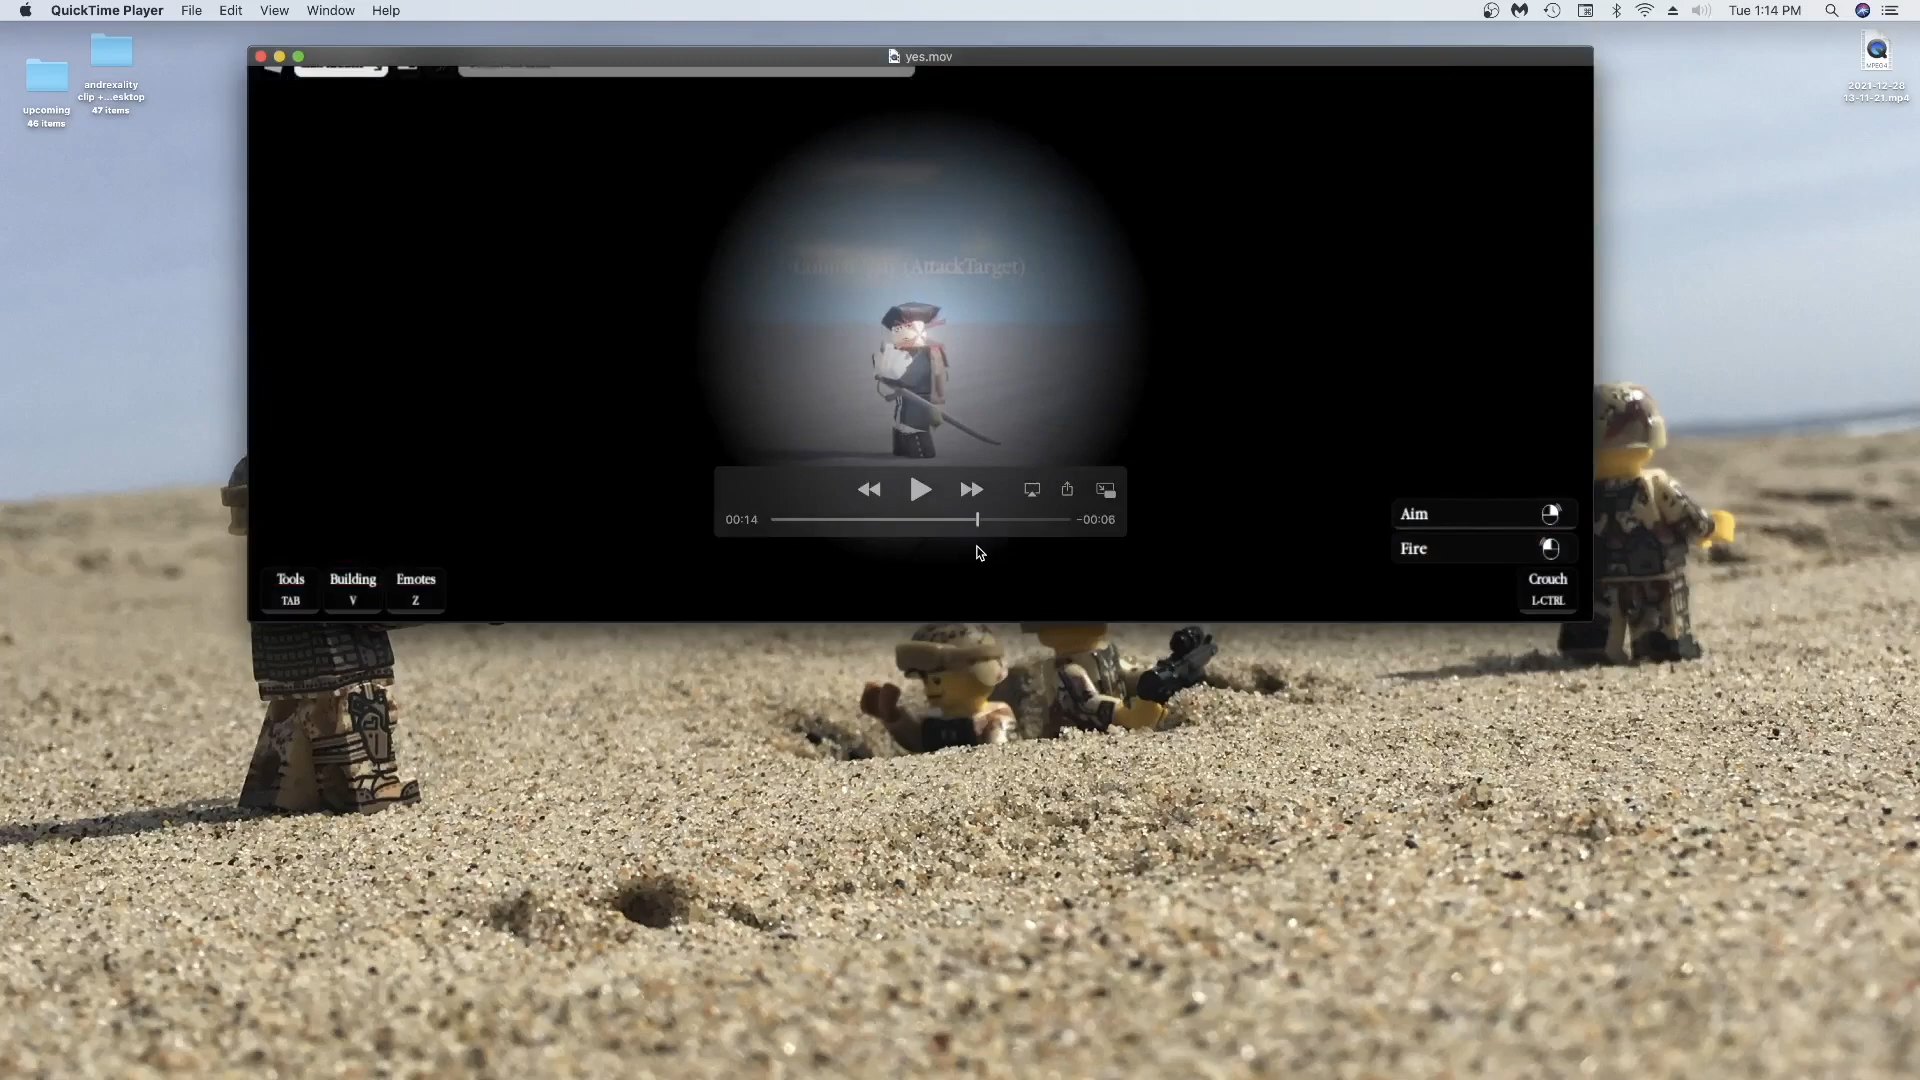 QuickTime Player File Edit View Window Help
Tue 1:14 PM
upcoming
46 items
andrexality
clip +...esktop
47 items
yes.mov
MPEG4
2021-12-28
13-11-21.mp4
(AttackTarget)
00:14
-00:06
Aim
Fire
Tools
TAB
Building
V
Emotes
Z
Crouch
L-CTRL